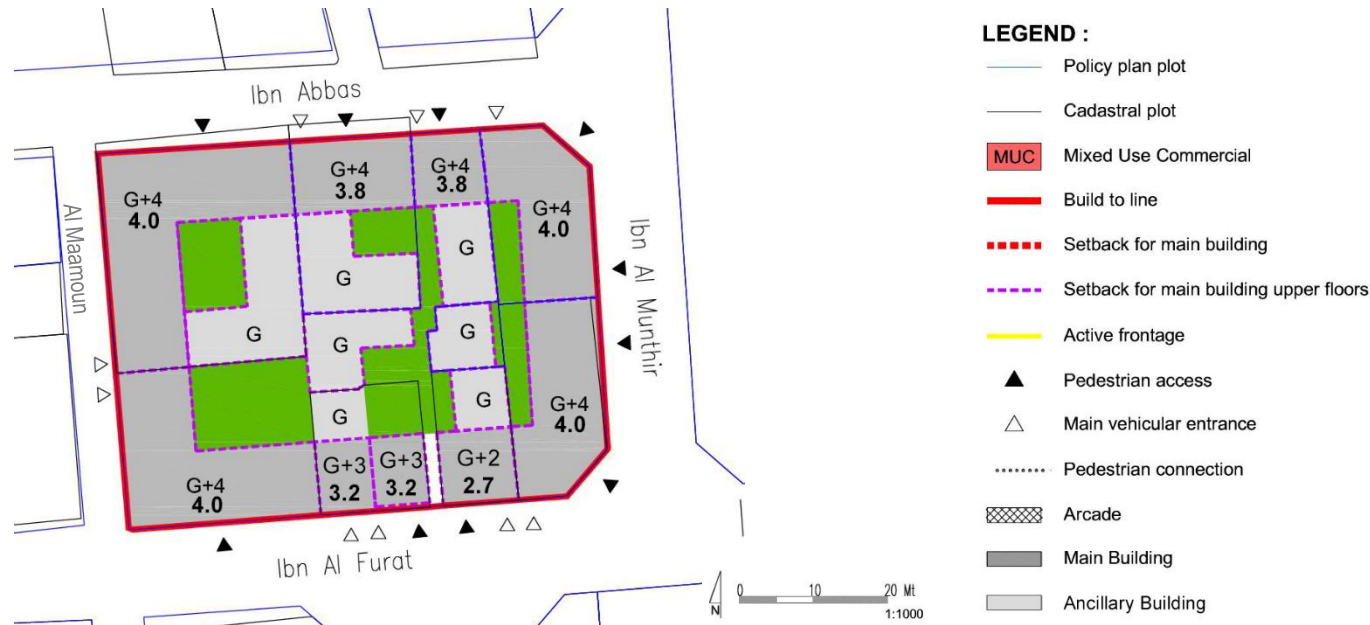 Ibn Abbas
Al Maamoun
Ibn Al Munthir
Ibn Al Furat
G+4
4.0
G+4
3.8
G+4
3.8
G+4
4.0
G
G
G
G
G
G
G
G+4
4.0
G+4
4.0
G+3
3.2
G+3
3.2
G+2
2.7
N
0 10 20 Mt
1:1000
LEGEND :
Policy plan plot
Cadastral plot
MUC Mixed Use Commercial
Build to line
Setback for main building
Setback for main building upper floors
Active frontage
Pedestrian access
Main vehicular entrance
Pedestrian connection
Arcade
Main Building
Ancillary Building